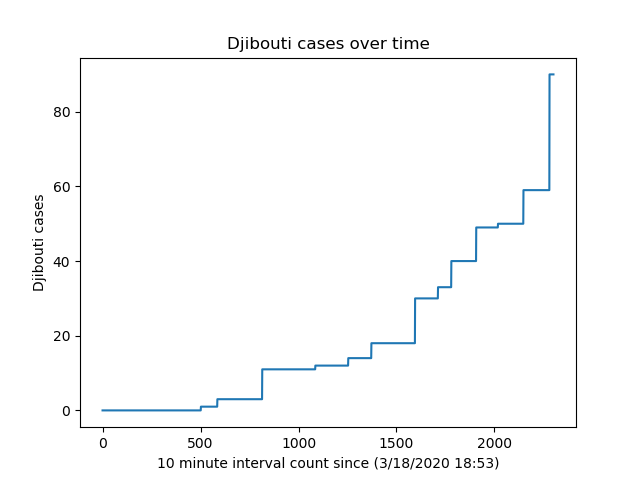 Djibouti cases over time
80
60
40
20
0
Djibouti cases
0 500 1000 1500 2000
10 minute interval count since (3/18/2020 18:53)